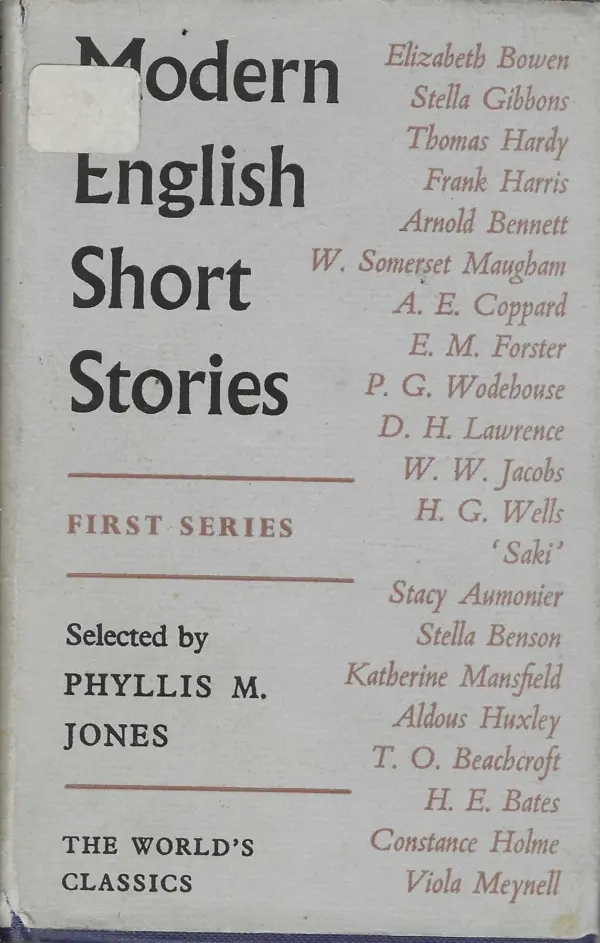 Modern
English
Short
Stories
FIRST SERIES
Selected by
PHYLLIS M.
JONES
THE WORLD'S
CLASSICS
Elizabeth Bowen
Stella Gibbons
Thomas Hardy
Frank Harris
Arnold Bennett
W. Somerset Maugham
A. E. Coppard
E. M. Forster
P. G. Wodehouse
D. H. Lawrence
W. W. Jacobs
H. G. Wells
‘Saki’
Stacy Aumonier
Stella Benson
Katherine Mansfield
Aldous Huxley
T. O. Beachcroft
H. E. Bates
Constance Holme
Viola Meynell